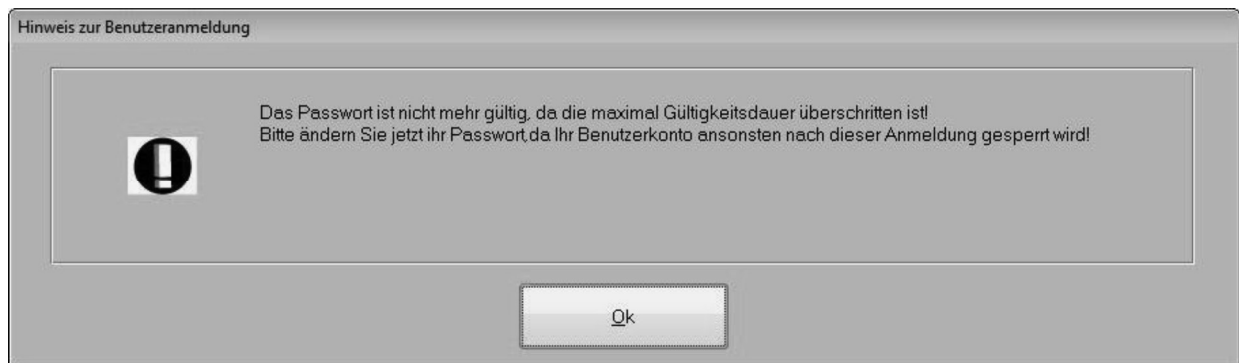 Hinweis zur Benutzeranmeldung
Das Passwort ist nicht mehr gültig, da die maximal Gültigkeitsdauer überschritten ist!
Bitte ändern Sie jetzt ihr Passwort,da Ihr Benutzerkonto ansonsten nach dieser Anmeldung gesperrt wird!
Ok